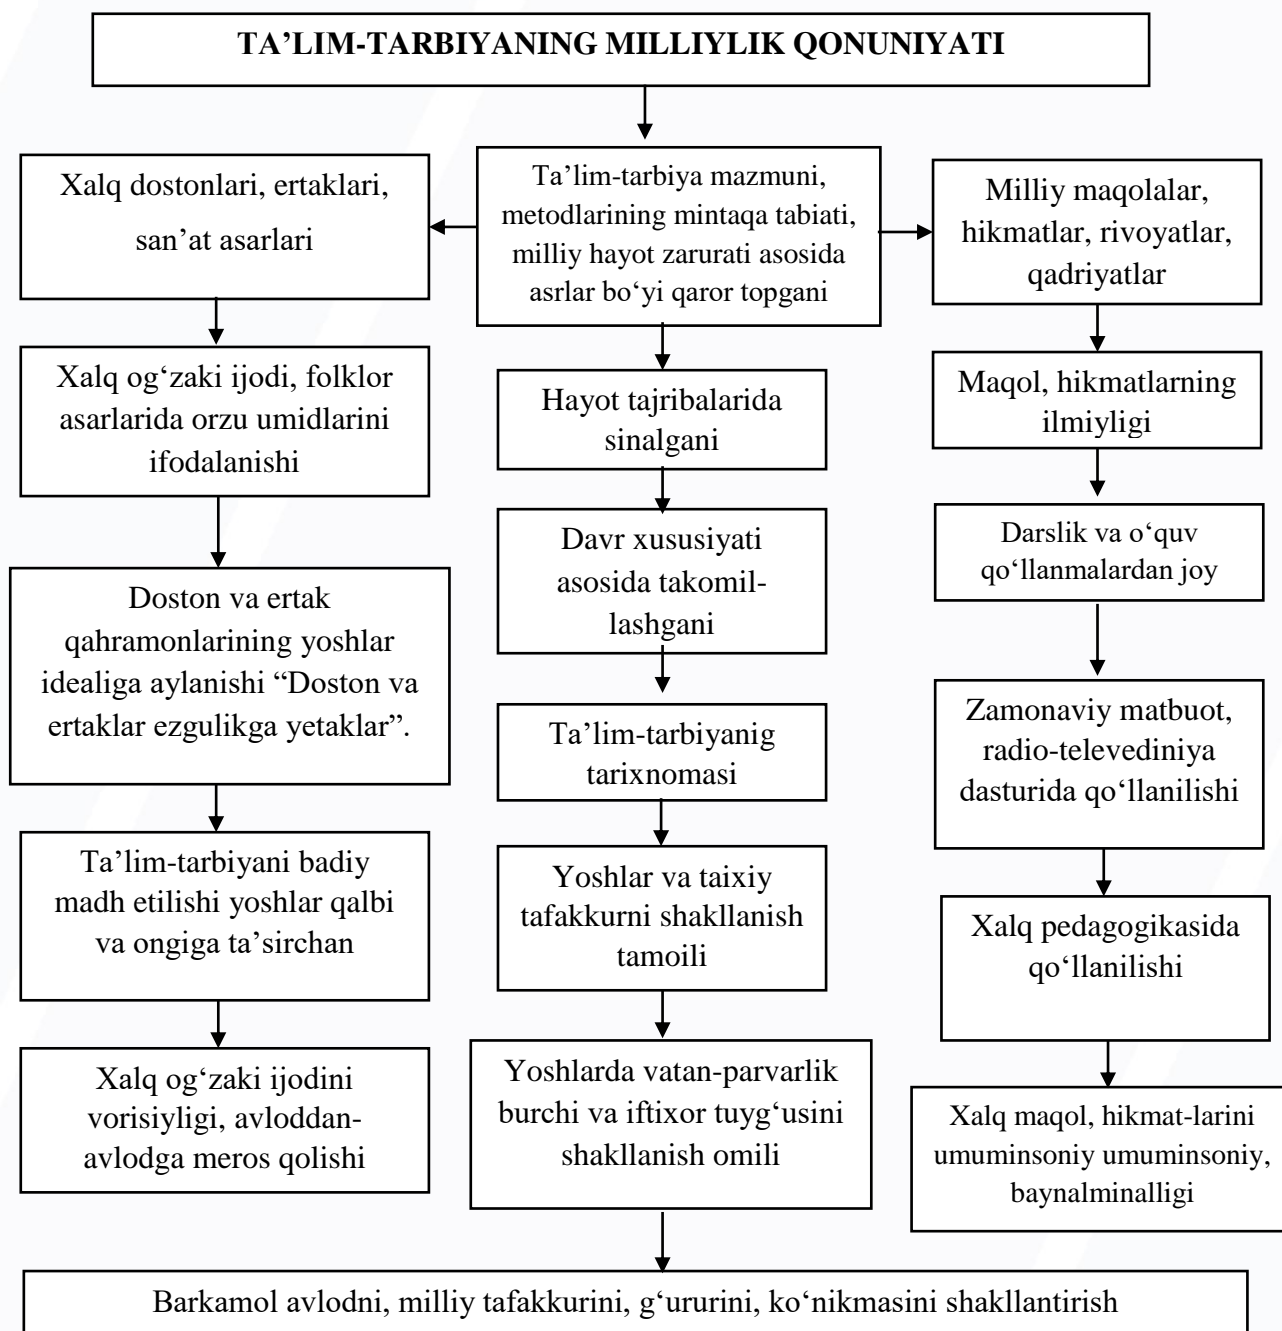 TA’LIM-TARBIYANING MILLIYLIK QONUNIYATI
Xalq dostonlari, ertaklari,
san’at asarlari
Ta’lim-tarbiya mazmuni,
metodlarining mintaqa tabiati,
milliy hayot zarurati asosida
asrlar bo‘yi qaror topgani
Milliy maqolalar,
hikmatlar, rivoyatlar,
qadriyatlar
Xalq og‘zaki ijodi, folklor
asarlarida orzu umidlarini
ifodalanishi
Hayot tajribalarida
sinalgani
Maqol, hikmatlarning
ilmiyligi
Doston va ertak
qahramonlarining yoshlar
idealiga aylanishi “Doston va
ertaklar ezgulikga yetaklar”.
Davr xususiyati
asosida takomil-
lashgani
Darslik va o‘quv
qo‘llanmalardan joy
Ta’lim-tarbiyanig
tarixnomasi
Zamonaviy matbuot,
radio-televediniya
dasturida qo‘llanilishi
Ta’lim-tarbiyani badiy
madh etilishi yoshlar qalbi
va ongiga ta’sirchan
Yoshlar va taixiy
tafakkurni shakllanish
tamoili
Xalq pedagogikasida
qo‘llanilishi
Xalq og‘zaki ijodini
vorisiyligi, avloddan-
avlodga meros qolishi
Yoshlarda vatan-parvarlik
burchi va iftixor tuyg‘usini
shakllanish omili
Xalq maqol, hikmat-larini
umuminsoniy umuminsoniy,
baynalminalligi
Barkamol avlodni, milliy tafakkurini, g‘ururini, ko‘nikmasini shakllantirish